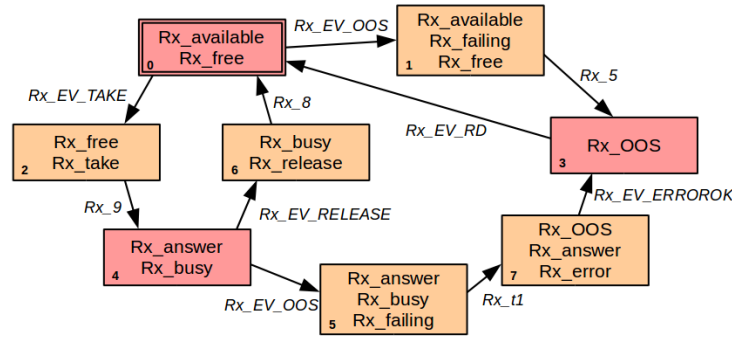 Rx_available
Rx_free
0
Rx_EV_OOS
Rx_available
Rx_failing
Rx_free
1
Rx_EV_TAKE
Rx_8
Rx_5
Rx_EV_RD
Rx_free
Rx_take
2
Rx_busy
Rx_release
6
Rx_OOS
3
Rx_9
Rx_EV_RELEASE
Rx_EV_ERROROK
Rx_answer
Rx_busy
4
Rx_EV_OOS
Rx_answer
Rx_busy
Rx_failing
5
Rx_t1
Rx_OOS
Rx_answer
Rx_error
7